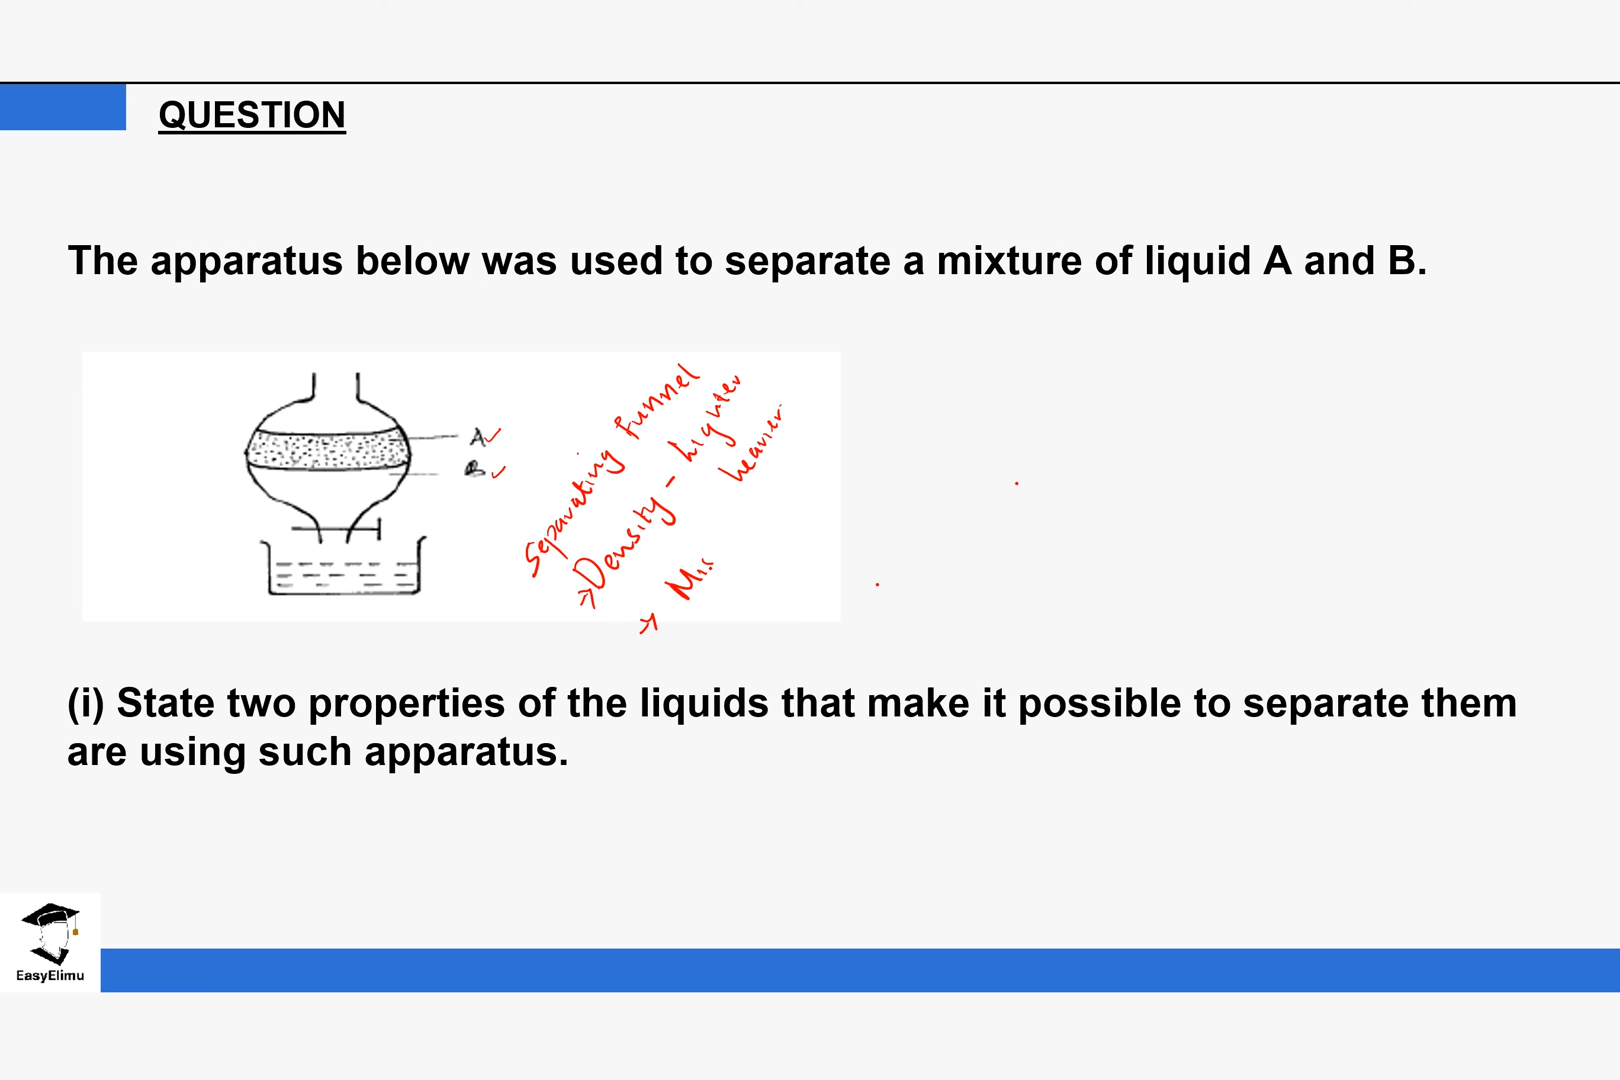 QUESTION
The apparatus below was used to separate a mixture of liquid A and B.
A
B
Separating funnel
Density - lighter
heavier
Mis
(i) State two properties of the liquids that make it possible to separate them
are using such apparatus.
EasyElimu